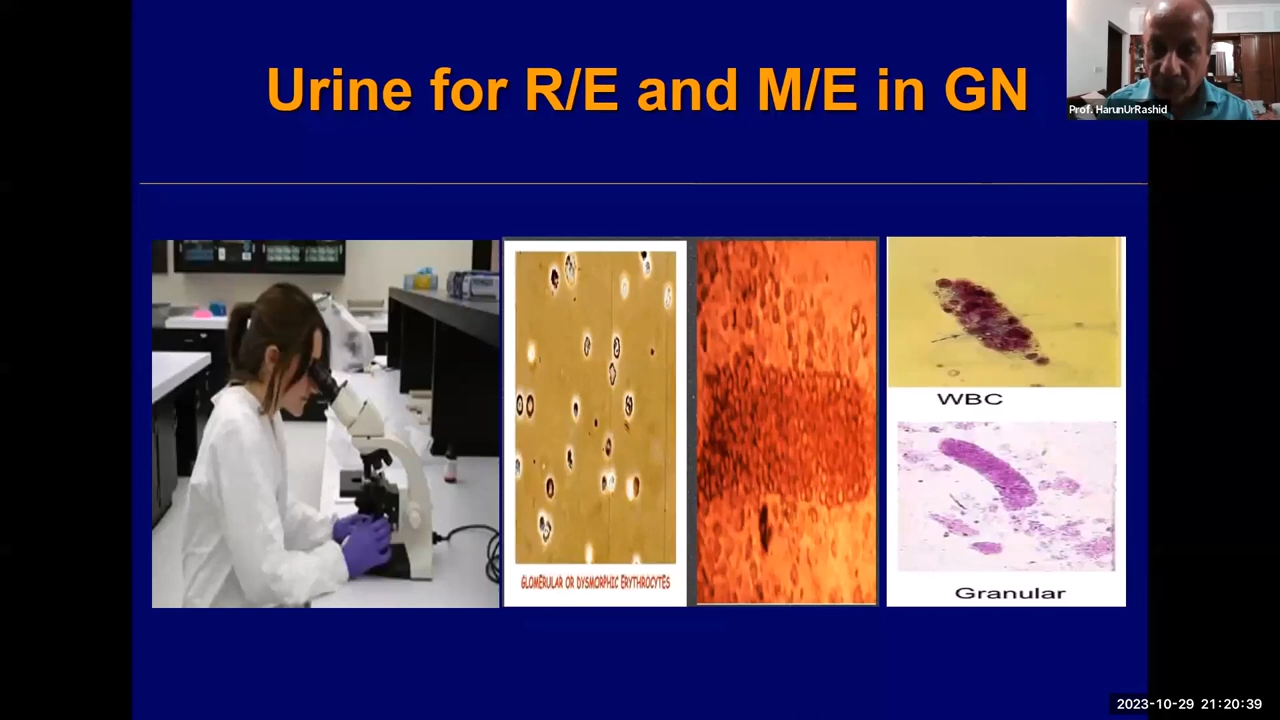 Urine for R/E and M/E in GN
Prof. HarunUrRashid
GLOMERULAR OR DYSMORPHIC ERYTHROCYTES
WBC
Granular
2023-10-29 21:20:39